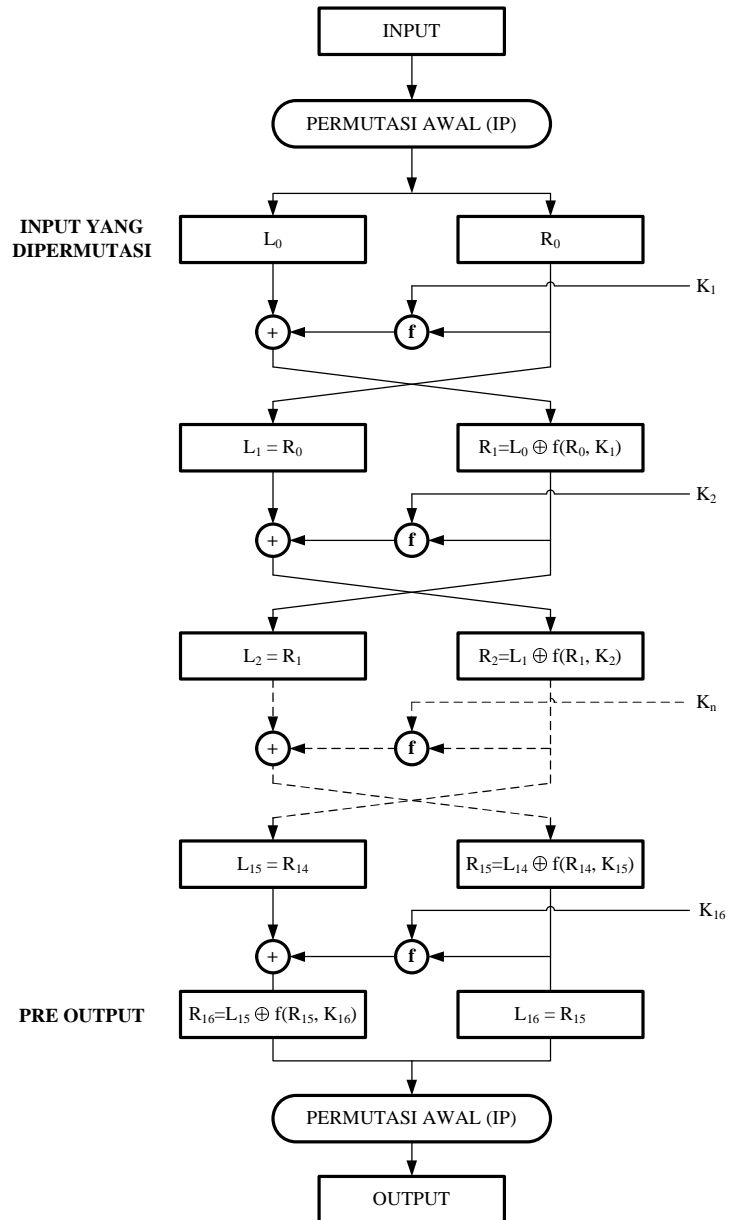 INPUT
PERMUTASI AWAL (IP)
INPUT YANG
DIPERMUTASI
L₀
R₀
K₁
+
f
L₁ = R₀
R₁=L₀ ⊕ f(R₀, K₁)
K₂
+
f
L₂ = R₁
R₂=L₁ ⊕ f(R₁, K₂)
Kₙ
+
f
L₁₅ = R₁₄
R₁₅=L₁₄ ⊕ f(R₁₄, K₁₅)
K₁₆
+
f
PRE OUTPUT
R₁₆=L₁₅ ⊕ f(R₁₅, K₁₆)
L₁₆ = R₁₅
PERMUTASI AWAL (IP)
OUTPUT